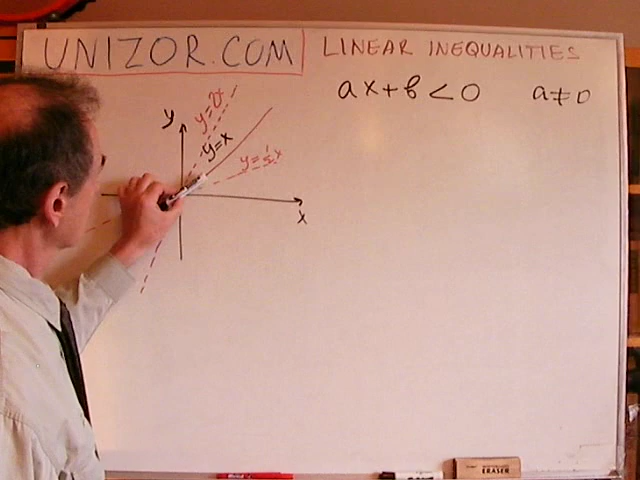 UNIZOR.COM
LINEAR INEQUALITIES
ax+b<0 a≠0
y
y=2x
y=x
y=½x
x
ERASER